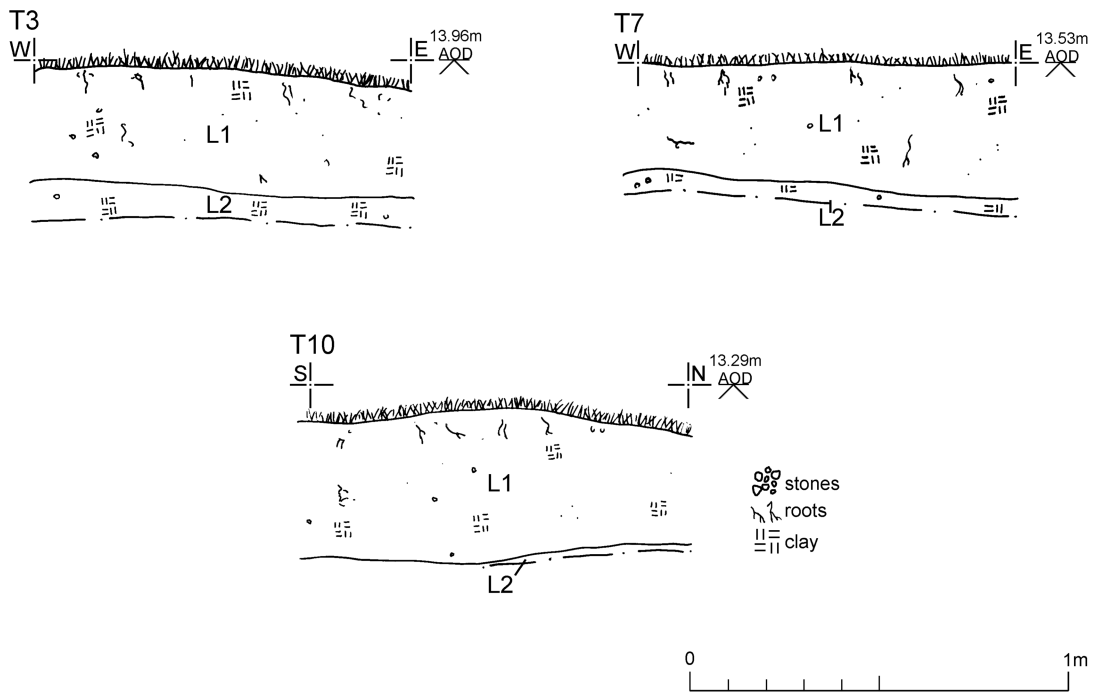 T3
W
E
13.96m
AOD
L1
L2
T7
W
E
13.53m
AOD
L1
L2
T10
S
N
13.29m
AOD
L1
L2
stones
roots
clay
0
1m